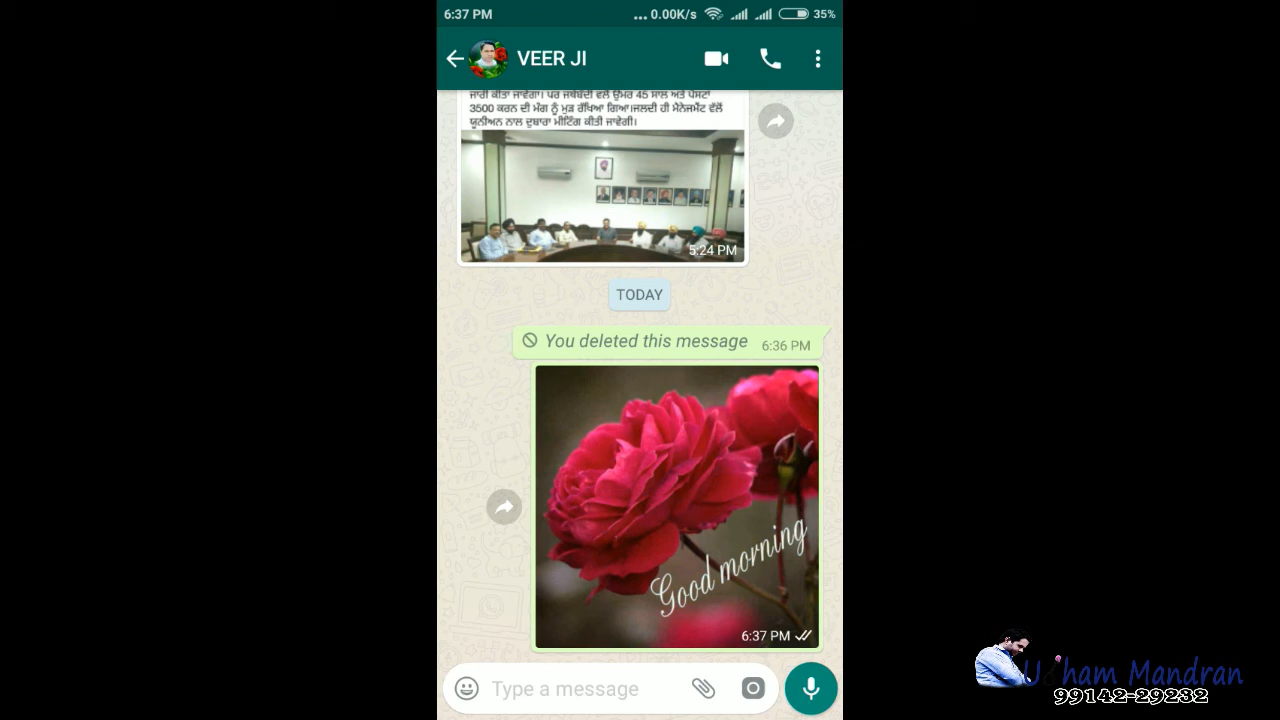 6:37 PM ... 0.00K/s 35%
VEER JI
ਜਾਰੀ ਕੀਤਾ ਜਾਵੇਗਾ। ਪਰ ਜਥੇਬੰਦੀ ਵਲੋਂ ਉਮਰ 45 ਸਾਲ ਅਤੇ ਪੋਸਟਾਂ
3500 ਕਰਨ ਦੀ ਮੰਗ ਨੂੰ ਮੁੜ ਰੱਖਿਆ ਗਿਆ।ਜਲਦੀ ਹੀ ਮੈਨੇਜਮੈਂਟ ਵੱਲੋਂ
ਯੂਨੀਅਨ ਨਾਲ ਦੁਬਾਰਾ ਮੀਟਿੰਗ ਕੀਤੀ ਜਾਵੇਗੀ।
5:24 PM
TODAY
You deleted this message 6:36 PM
Good morning
6:37 PM
Type a message
Mandran
99142-29232